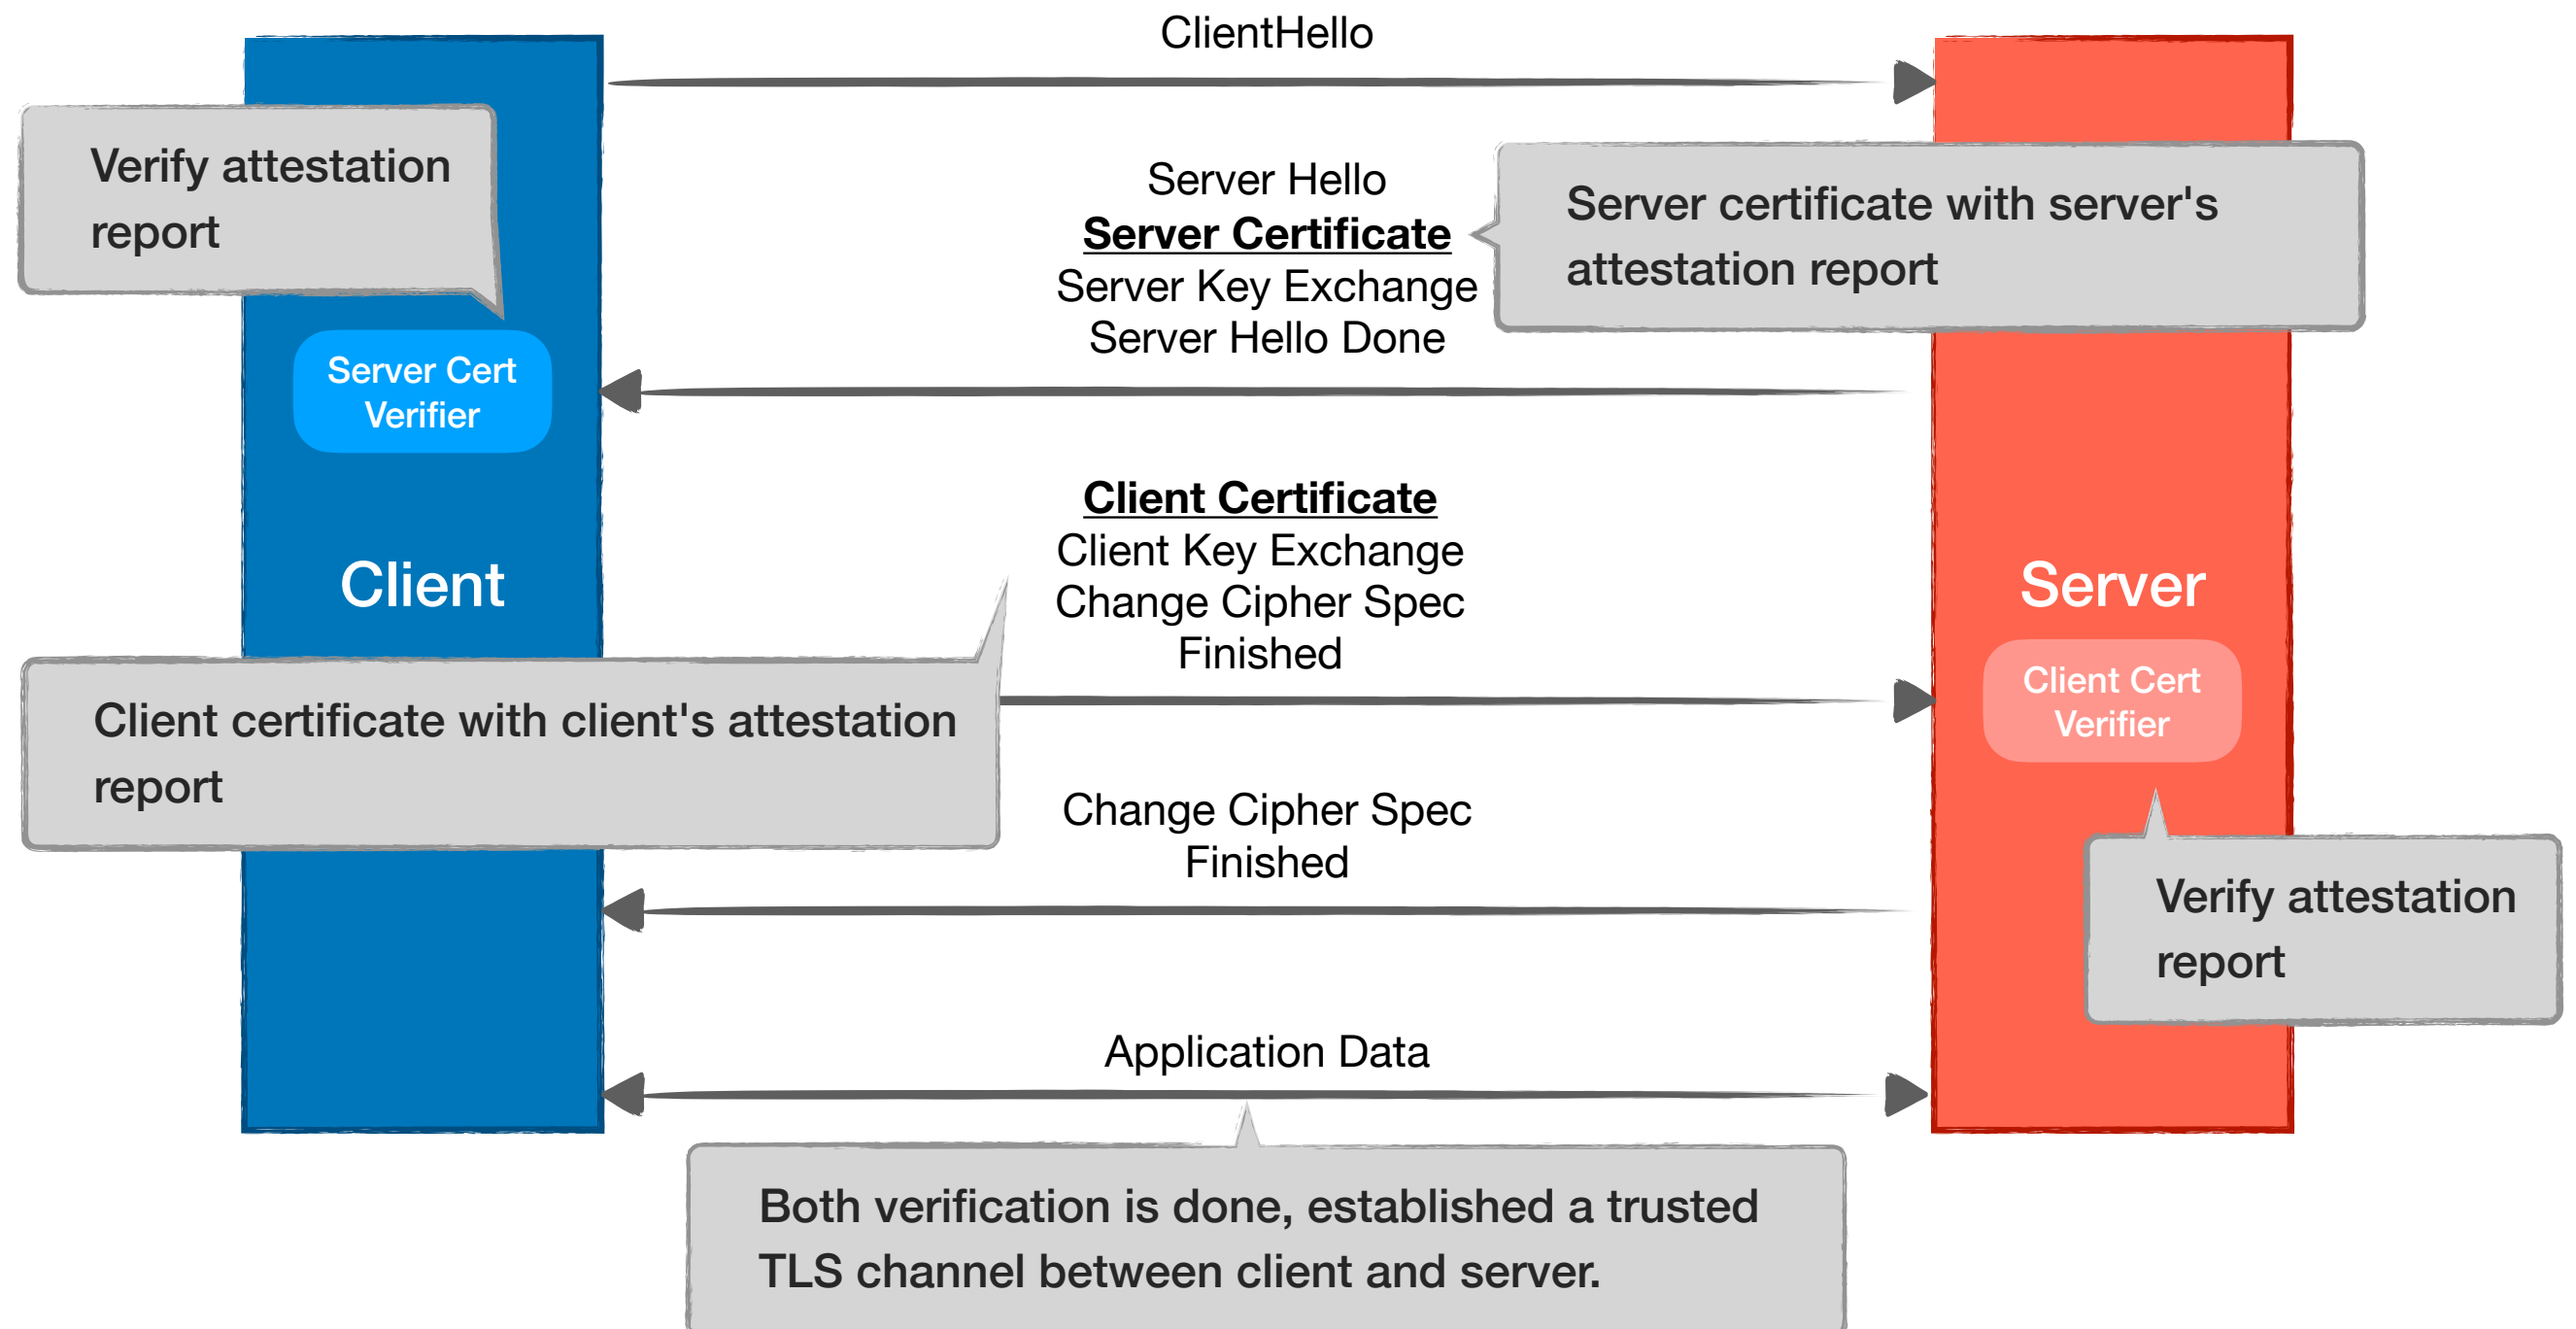 ClientHello
Verify attestation
report
Server Hello
Server Certificate
Server Key Exchange
Server Hello Done
Server certificate with server's
attestation report
Server Cert
Verifier
Client Certificate
Client Key Exchange
Change Cipher Spec
Finished
Client
Server
Client Cert
Verifier
Client certificate with client's attestation
report
Change Cipher Spec
Finished
Verify attestation
report
Application Data
Both verification is done, established a trusted
TLS channel between client and server.